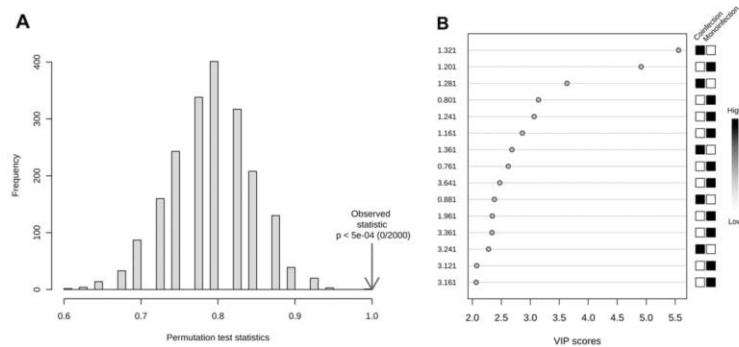 A
400
300
200
100
0
Frequency
Observed
statistic
p < 5e-04 (0/2000)
0.6 0.7 0.8 0.9 1.0
Permutation test statistics
B
Coinfection
Monoinfection
1.321
1.201
1.281
0.801
1.241
1.161
1.361
0.761
3.641
0.881
1.961
3.361
3.241
3.121
3.161
High
Low
2.0 2.5 3.0 3.5 4.0 4.5 5.0 5.5
VIP scores